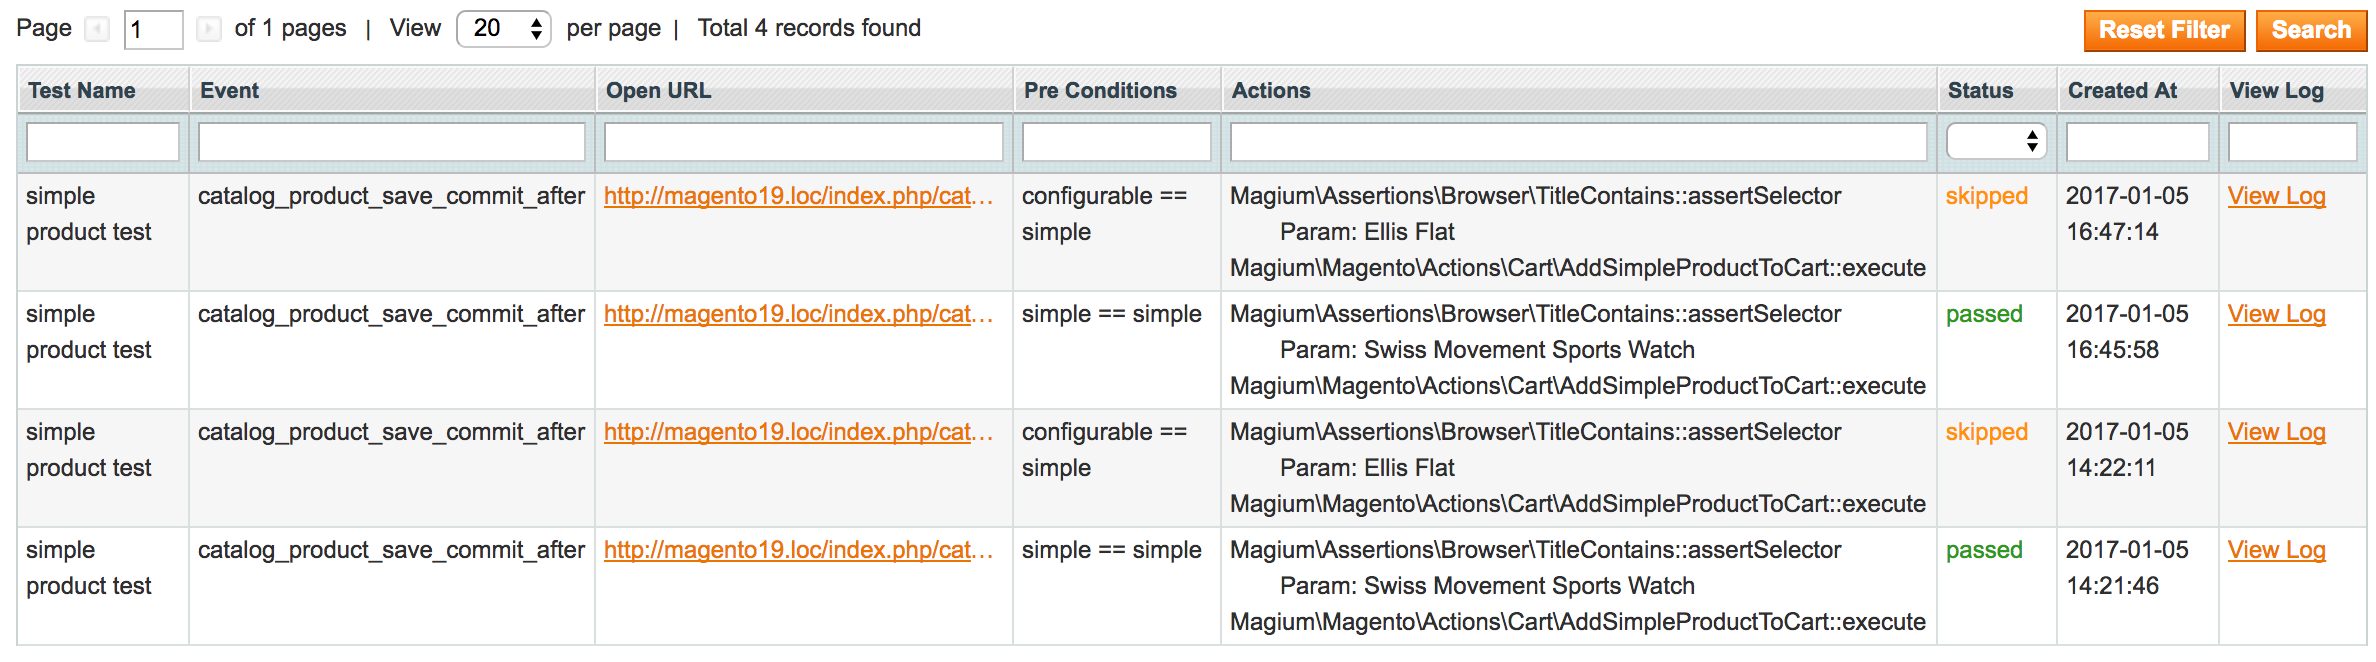 Page 1 of 1 pages | View 20 per page | Total 4 records found Reset Filter Search
Test Name Event Open URL Pre Conditions Actions Status Created At View Log
simple catalog_product_save_commit_after http://magento19.loc/index.php/cat... configurable == Magium\Assertions\Browser\TitleContains::assertSelector skipped 2017-01-05 View Log
product test simple Param: Ellis Flat 16:47:14
Magium\Magento\Actions\Cart\AddSimpleProductToCart::execute
simple catalog_product_save_commit_after http://magento19.loc/index.php/cat... simple == simple Magium\Assertions\Browser\TitleContains::assertSelector passed 2017-01-05 View Log
product test Param: Swiss Movement Sports Watch 16:45:58
Magium\Magento\Actions\Cart\AddSimpleProductToCart::execute
simple catalog_product_save_commit_after http://magento19.loc/index.php/cat... configurable == Magium\Assertions\Browser\TitleContains::assertSelector skipped 2017-01-05 View Log
product test simple Param: Ellis Flat 14:22:11
Magium\Magento\Actions\Cart\AddSimpleProductToCart::execute
simple catalog_product_save_commit_after http://magento19.loc/index.php/cat... simple == simple Magium\Assertions\Browser\TitleContains::assertSelector passed 2017-01-05 View Log
product test Param: Swiss Movement Sports Watch 14:21:46
Magium\Magento\Actions\Cart\AddSimpleProductToCart::execute